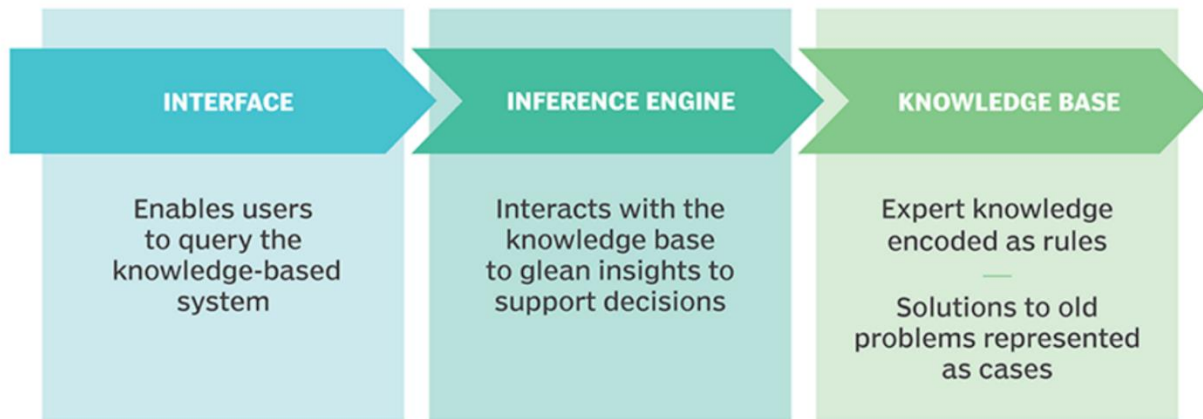 INTERFACE
Enables users
to query the
knowledge-based
system
INFERENCE ENGINE
Interacts with the
knowledge base
to glean insights to
support decisions
KNOWLEDGE BASE
Expert knowledge
encoded as rules
Solutions to old
problems represented
as cases